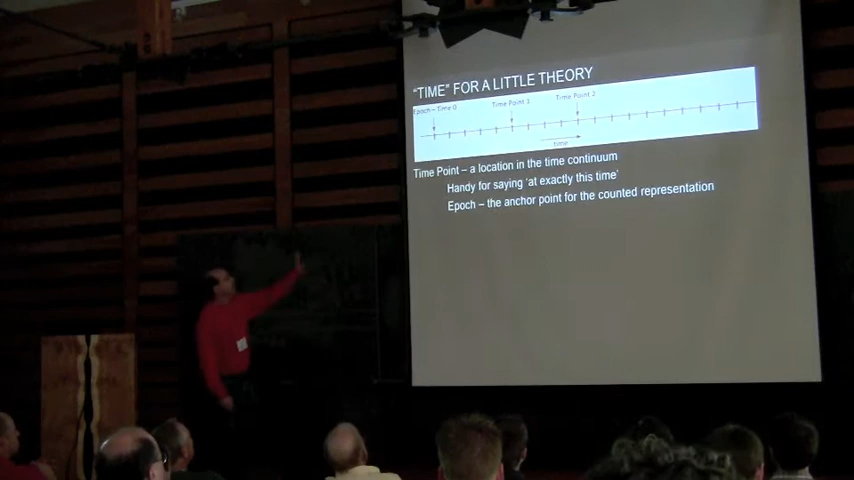 "TIME" FOR A LITTLE THEORY
Epoch – Time 0
Time Point 1
Time Point 2
time
Time Point – a location in the time continuum
Handy for saying 'at exactly this time'
Epoch – the anchor point for the counted representation